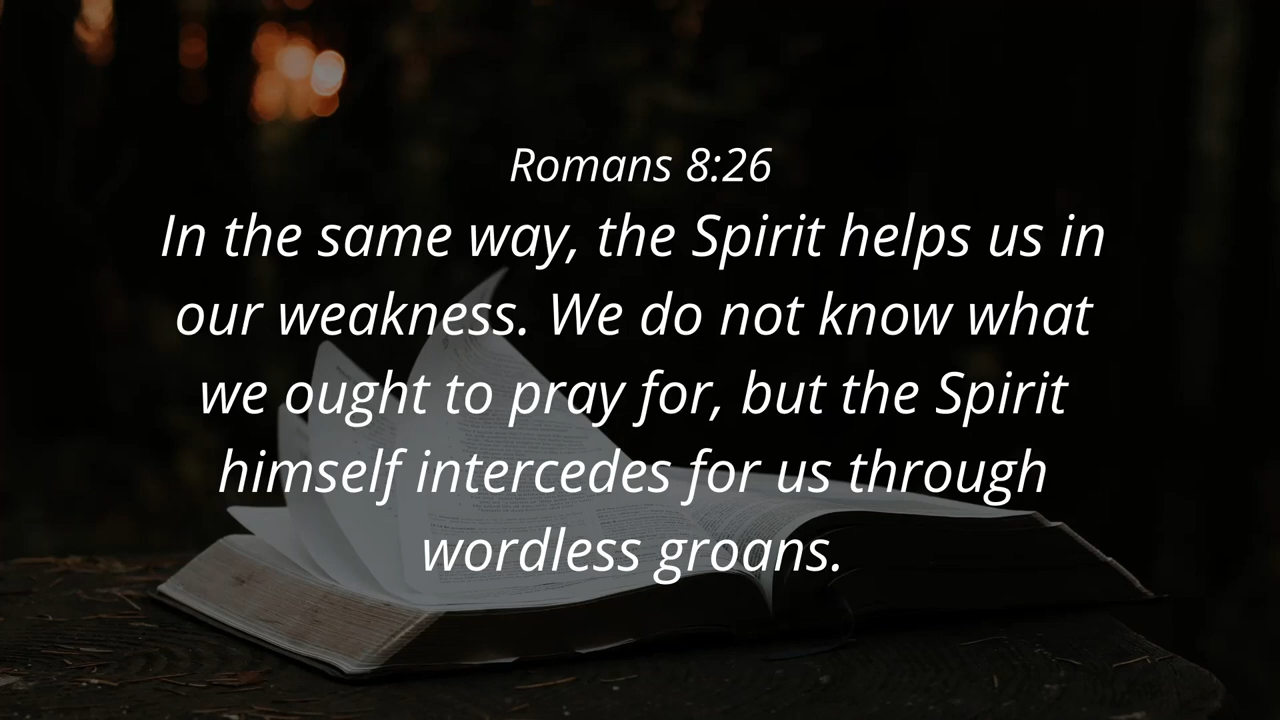 Romans 8:26
In the same way, the Spirit helps us in
our weakness. We do not know what
we ought to pray for, but the Spirit
himself intercedes for us through
wordless groans.